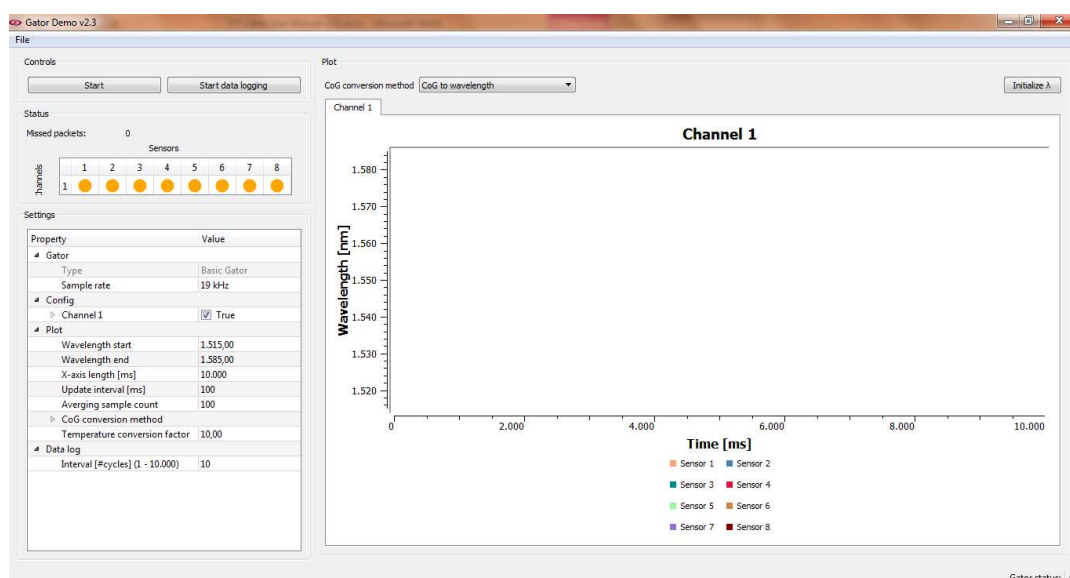 Gator Demo v2.3
File
Controls
Start
Start data logging
Status
Missed packets: 0
Sensors
1 2 3 4 5 6 7 8
Channels
1
Settings
Property Value
Gator
Type Basic Gator
Sample rate 19 kHz
Config
Channel 1 True
Plot
Wavelength start 1.515,00
Wavelength end 1.585,00
X-axis length [ms] 10.000
Update interval [ms] 100
Averging sample count 100
CoG conversion method
Temperature conversion factor 10,00
Data log
Interval [#cycles] (1 - 10.000) 10
Plot
CoG conversion method CoG to wavelength
Initialize λ
Channel 1
Channel 1
Wavelength [nm]
1.580
1.570
1.560
1.550
1.540
1.530
1.520
0 2.000 4.000 6.000 8.000 10.000
Time [ms]
Sensor 1 Sensor 2
Sensor 3 Sensor 4
Sensor 5 Sensor 6
Sensor 7 Sensor 8
Gator status: